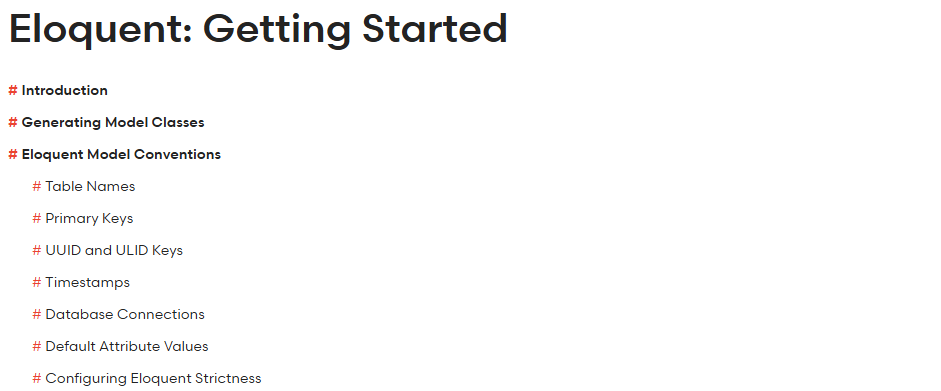 Eloquent: Getting Started
# Introduction
# Generating Model Classes
# Eloquent Model Conventions
# Table Names
# Primary Keys
# UUID and ULID Keys
# Timestamps
# Database Connections
# Default Attribute Values
# Configuring Eloquent Strictness